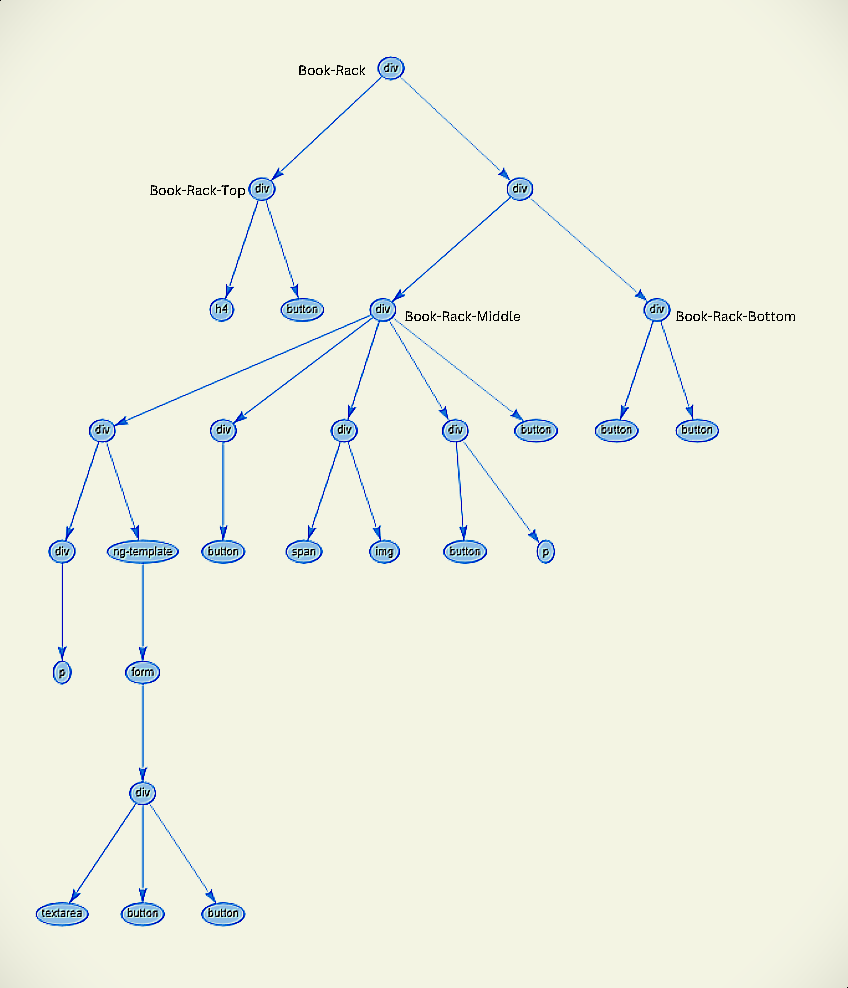 Book-Rack div
Book-Rack-Top div div
h4 button div Book-Rack-Middle div Book-Rack-Bottom
div div div div button button button
div ng-template button span img button p
p form
div
textarea button button